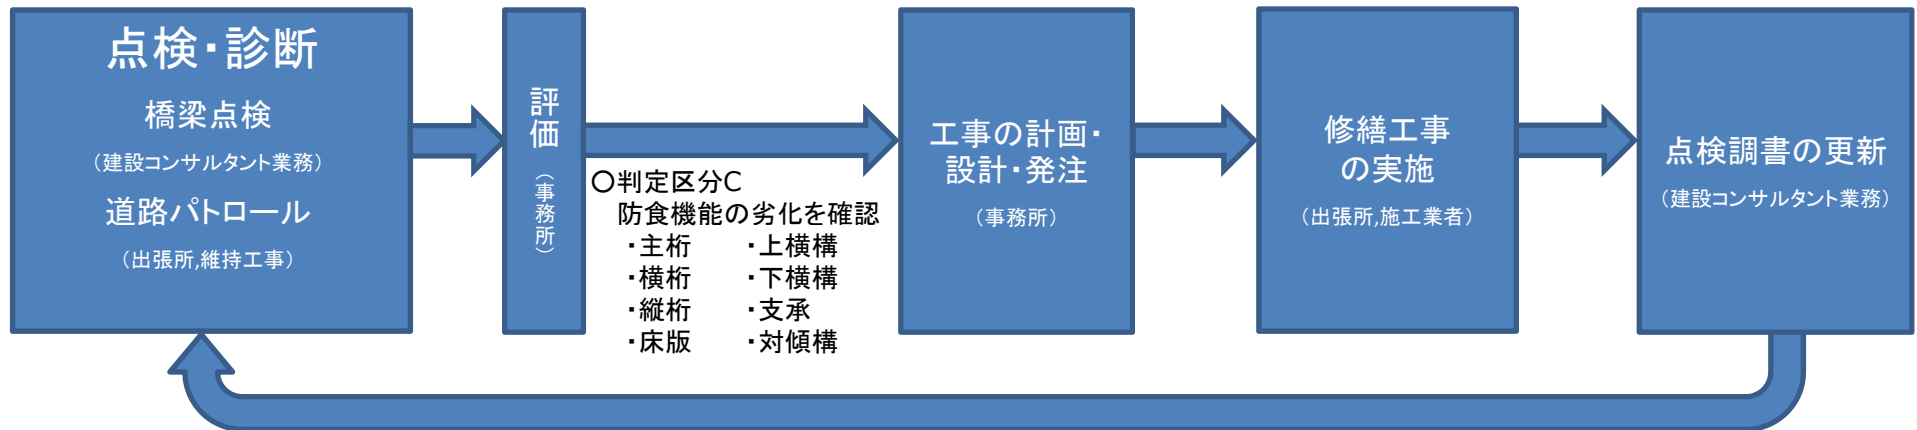 点検・診断
橋梁点検
（建設コンサルタント業務）
道路パトロール
（出張所,維持工事）
評価（事務所）
〇判定区分C
防食機能の劣化を確認
・主桁　・上横構
・横桁　・下横構
・縦桁　・支承
・床版　・対傾構
工事の計画・
設計・発注
（事務所）
修繕工事
の実施
（出張所,施工業者）
点検調書の更新
（建設コンサルタント業務）